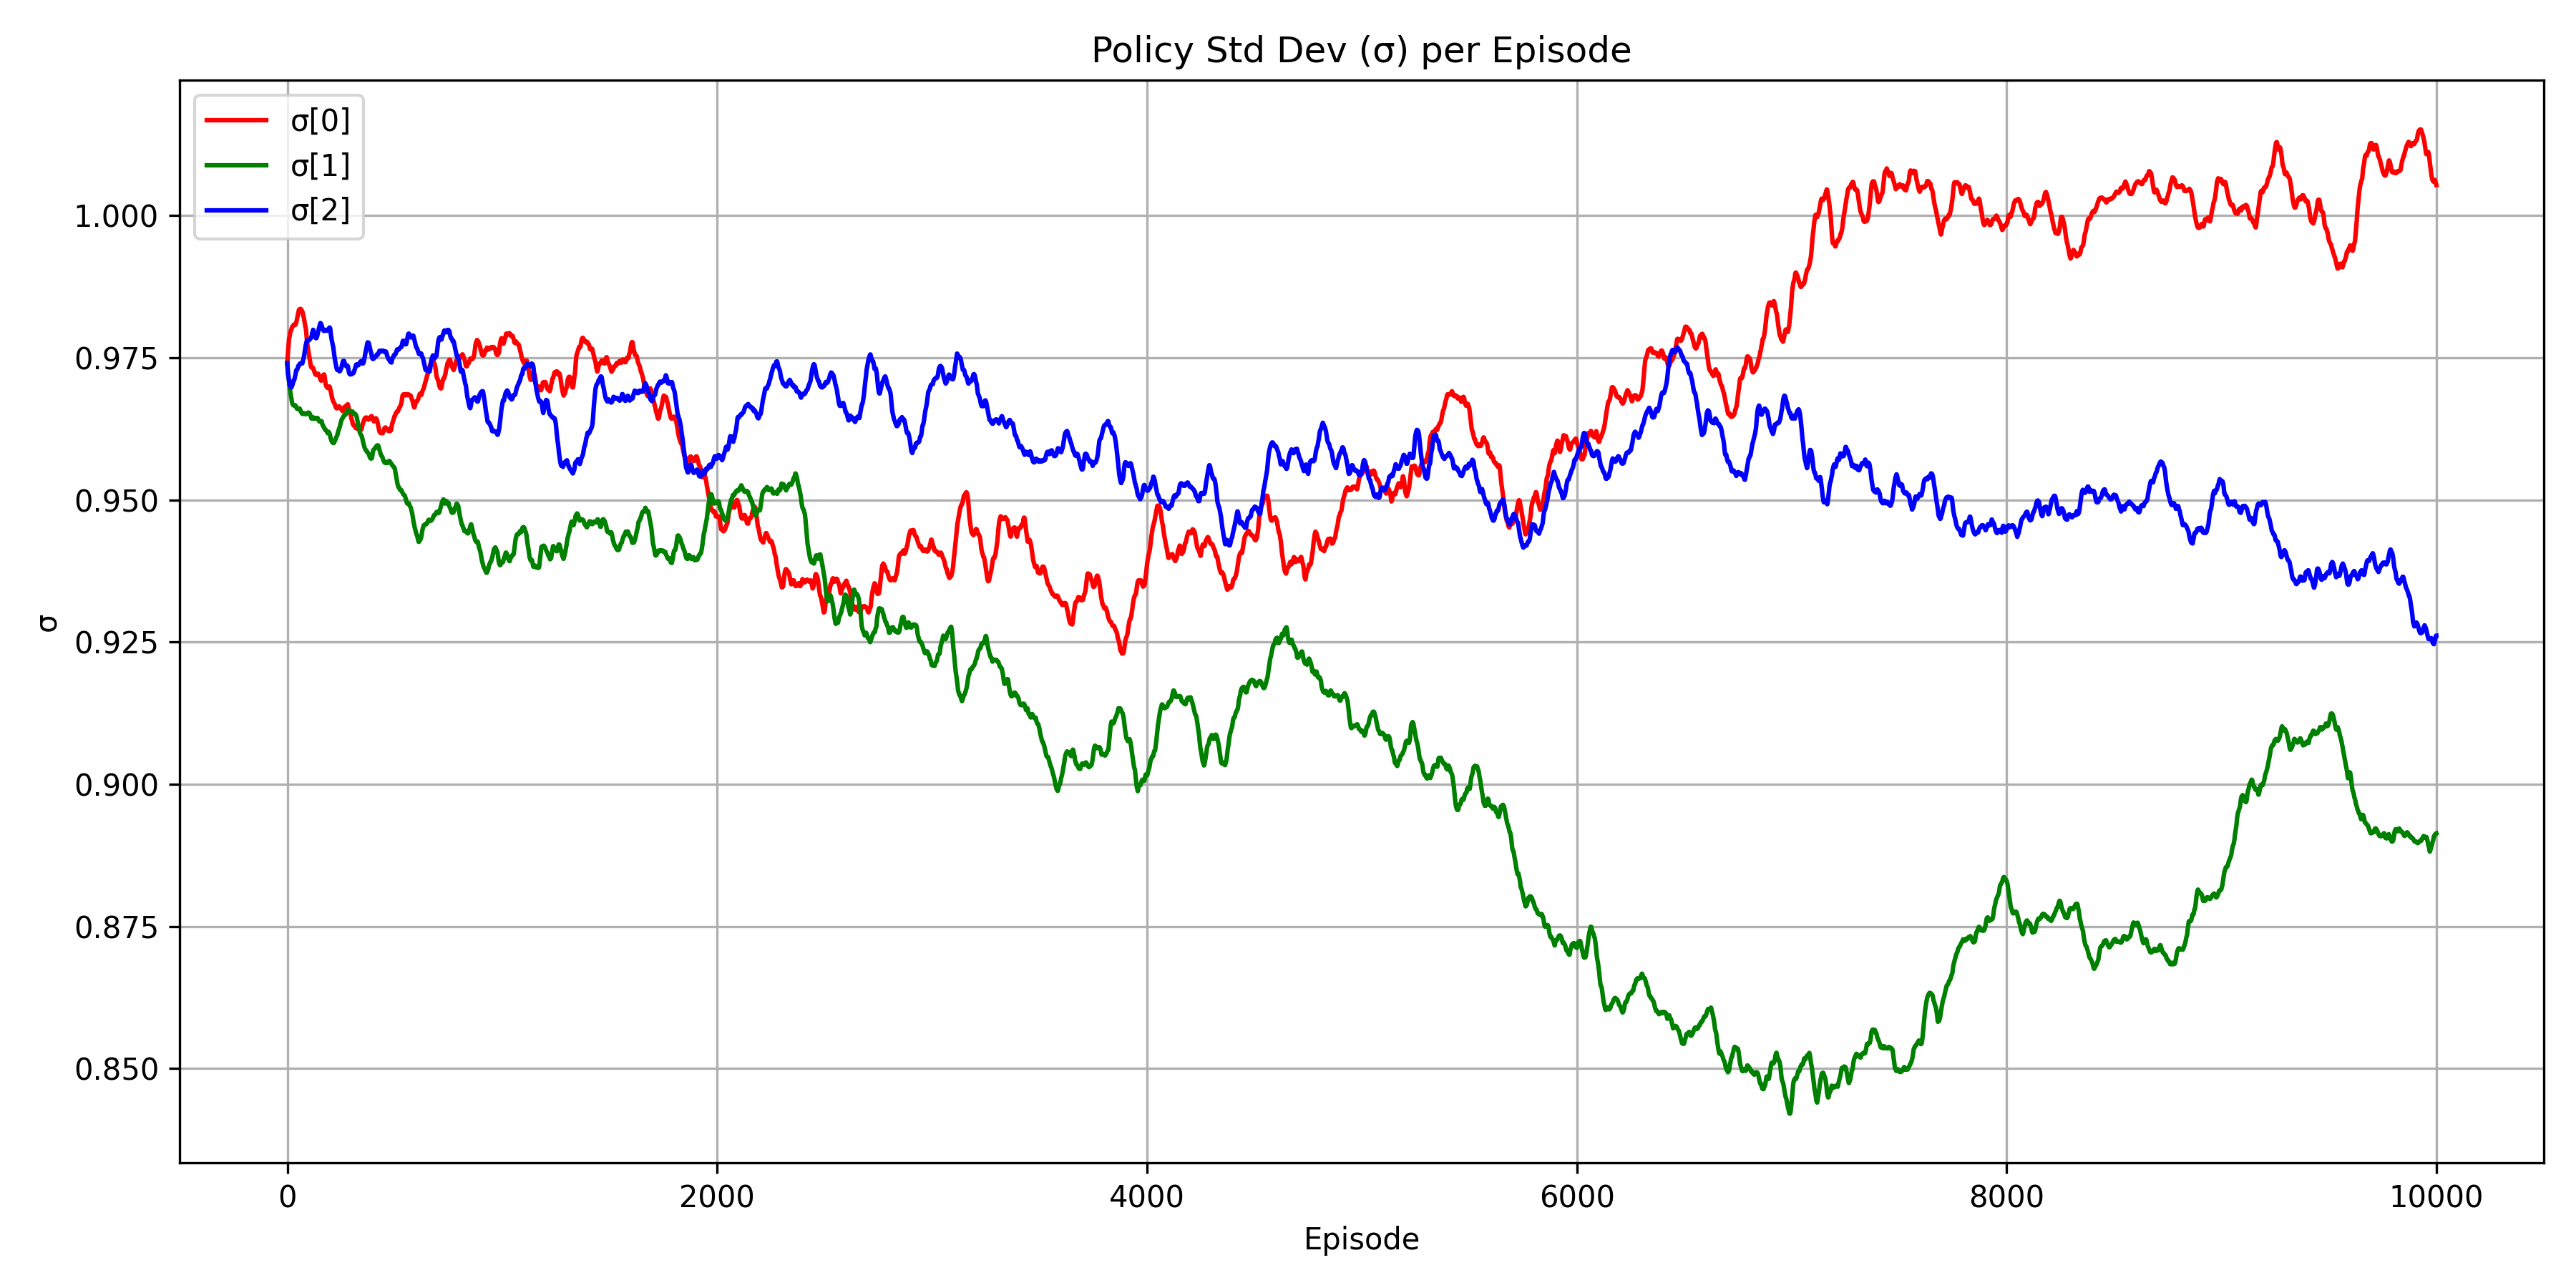 Policy Std Dev (σ) per Episode
σ[0]
σ[1]
σ[2]
1.000
0.975
0.950
0.925
0.900
0.875
0.850
σ
0 2000 4000 6000 8000 10000
Episode